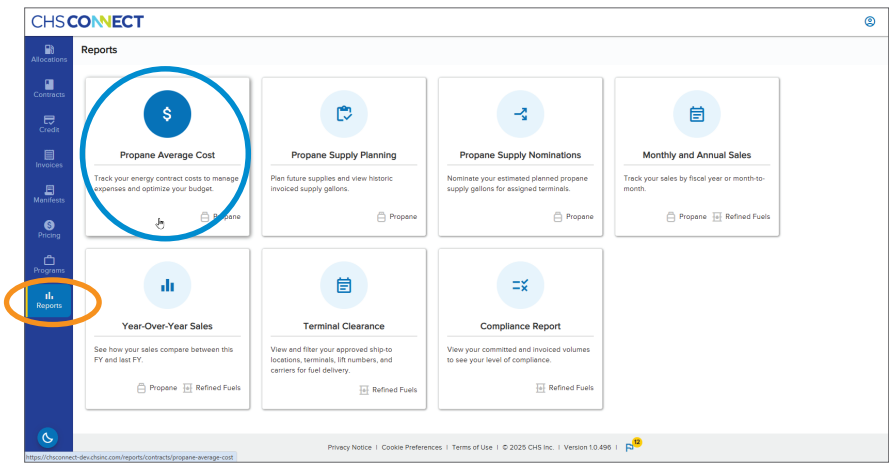 CHS CONNECT
Reports
Allocations
Contracts
Credit
Invoices
Manifests
Pricing
Programs
Reports
Propane Average Cost
Track your energy contract costs to manage
expenses and optimize your budget.
Propane
Propane Supply Planning
Plan future supplies and view historic
invoiced supply gallons.
Propane
Propane Supply Nominations
Nominate your estimated planned propane
supply gallons for assigned terminals.
Propane
Monthly and Annual Sales
Track your sales by fiscal year or month-to-
month.
Propane Refined Fuels
Year-Over-Year Sales
See how your sales compare between this
FY and last FY.
Propane Refined Fuels
Terminal Clearance
View and filter your approved ship-to
locations, terminals, lift numbers, and
carriers for fuel delivery.
Refined Fuels
Compliance Report
View your committed and invoiced volumes
to see your level of compliance.
Refined Fuels
Privacy Notice | Cookie Preferences | Terms of Use | © 2025 CHS Inc. | Version 1.0.496 | 12
https://chsconnect-dev.chsinc.com/reports/contracts/propane-average-cost